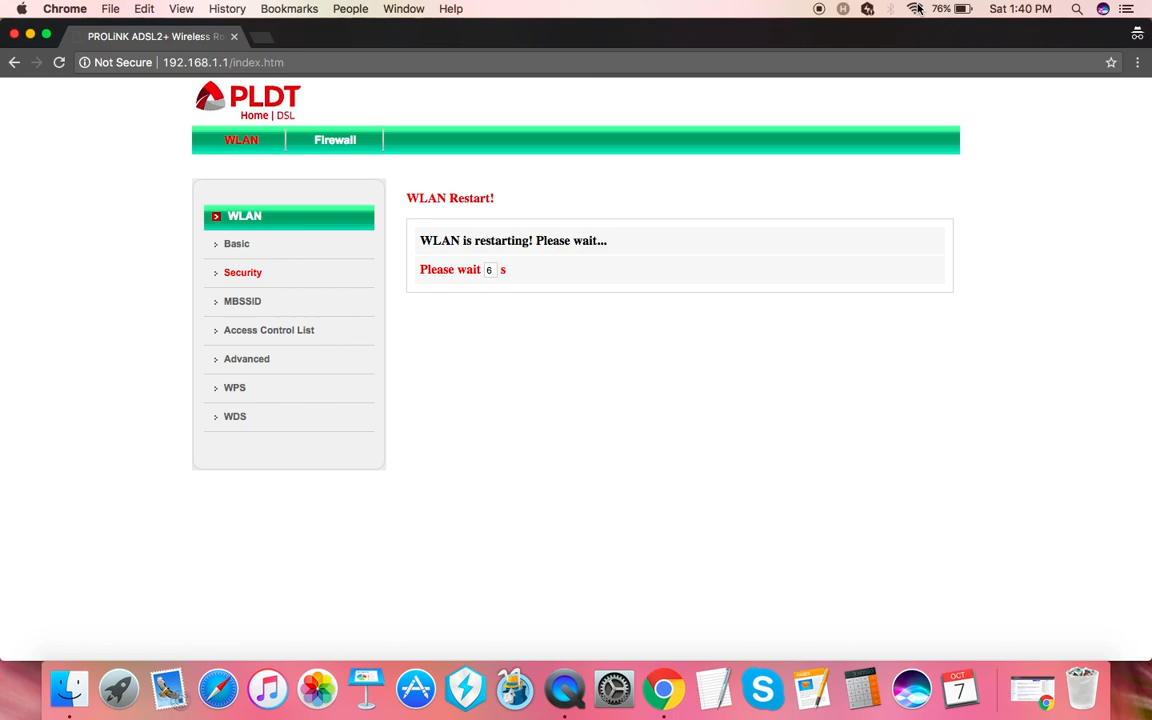 Chrome File Edit View History Bookmarks People Window Help 76% Sat 1:40 PM
PROLiNK ADSL2+ Wireless Ro
Not Secure 192.168.1.1/index.htm
PLDT
Home | DSL
WLAN Firewall
WLAN
Basic
Security
MBSSID
Access Control List
Advanced
WPS
WDS
WLAN Restart!
WLAN is restarting! Please wait...
Please wait 6 s
OCT
7